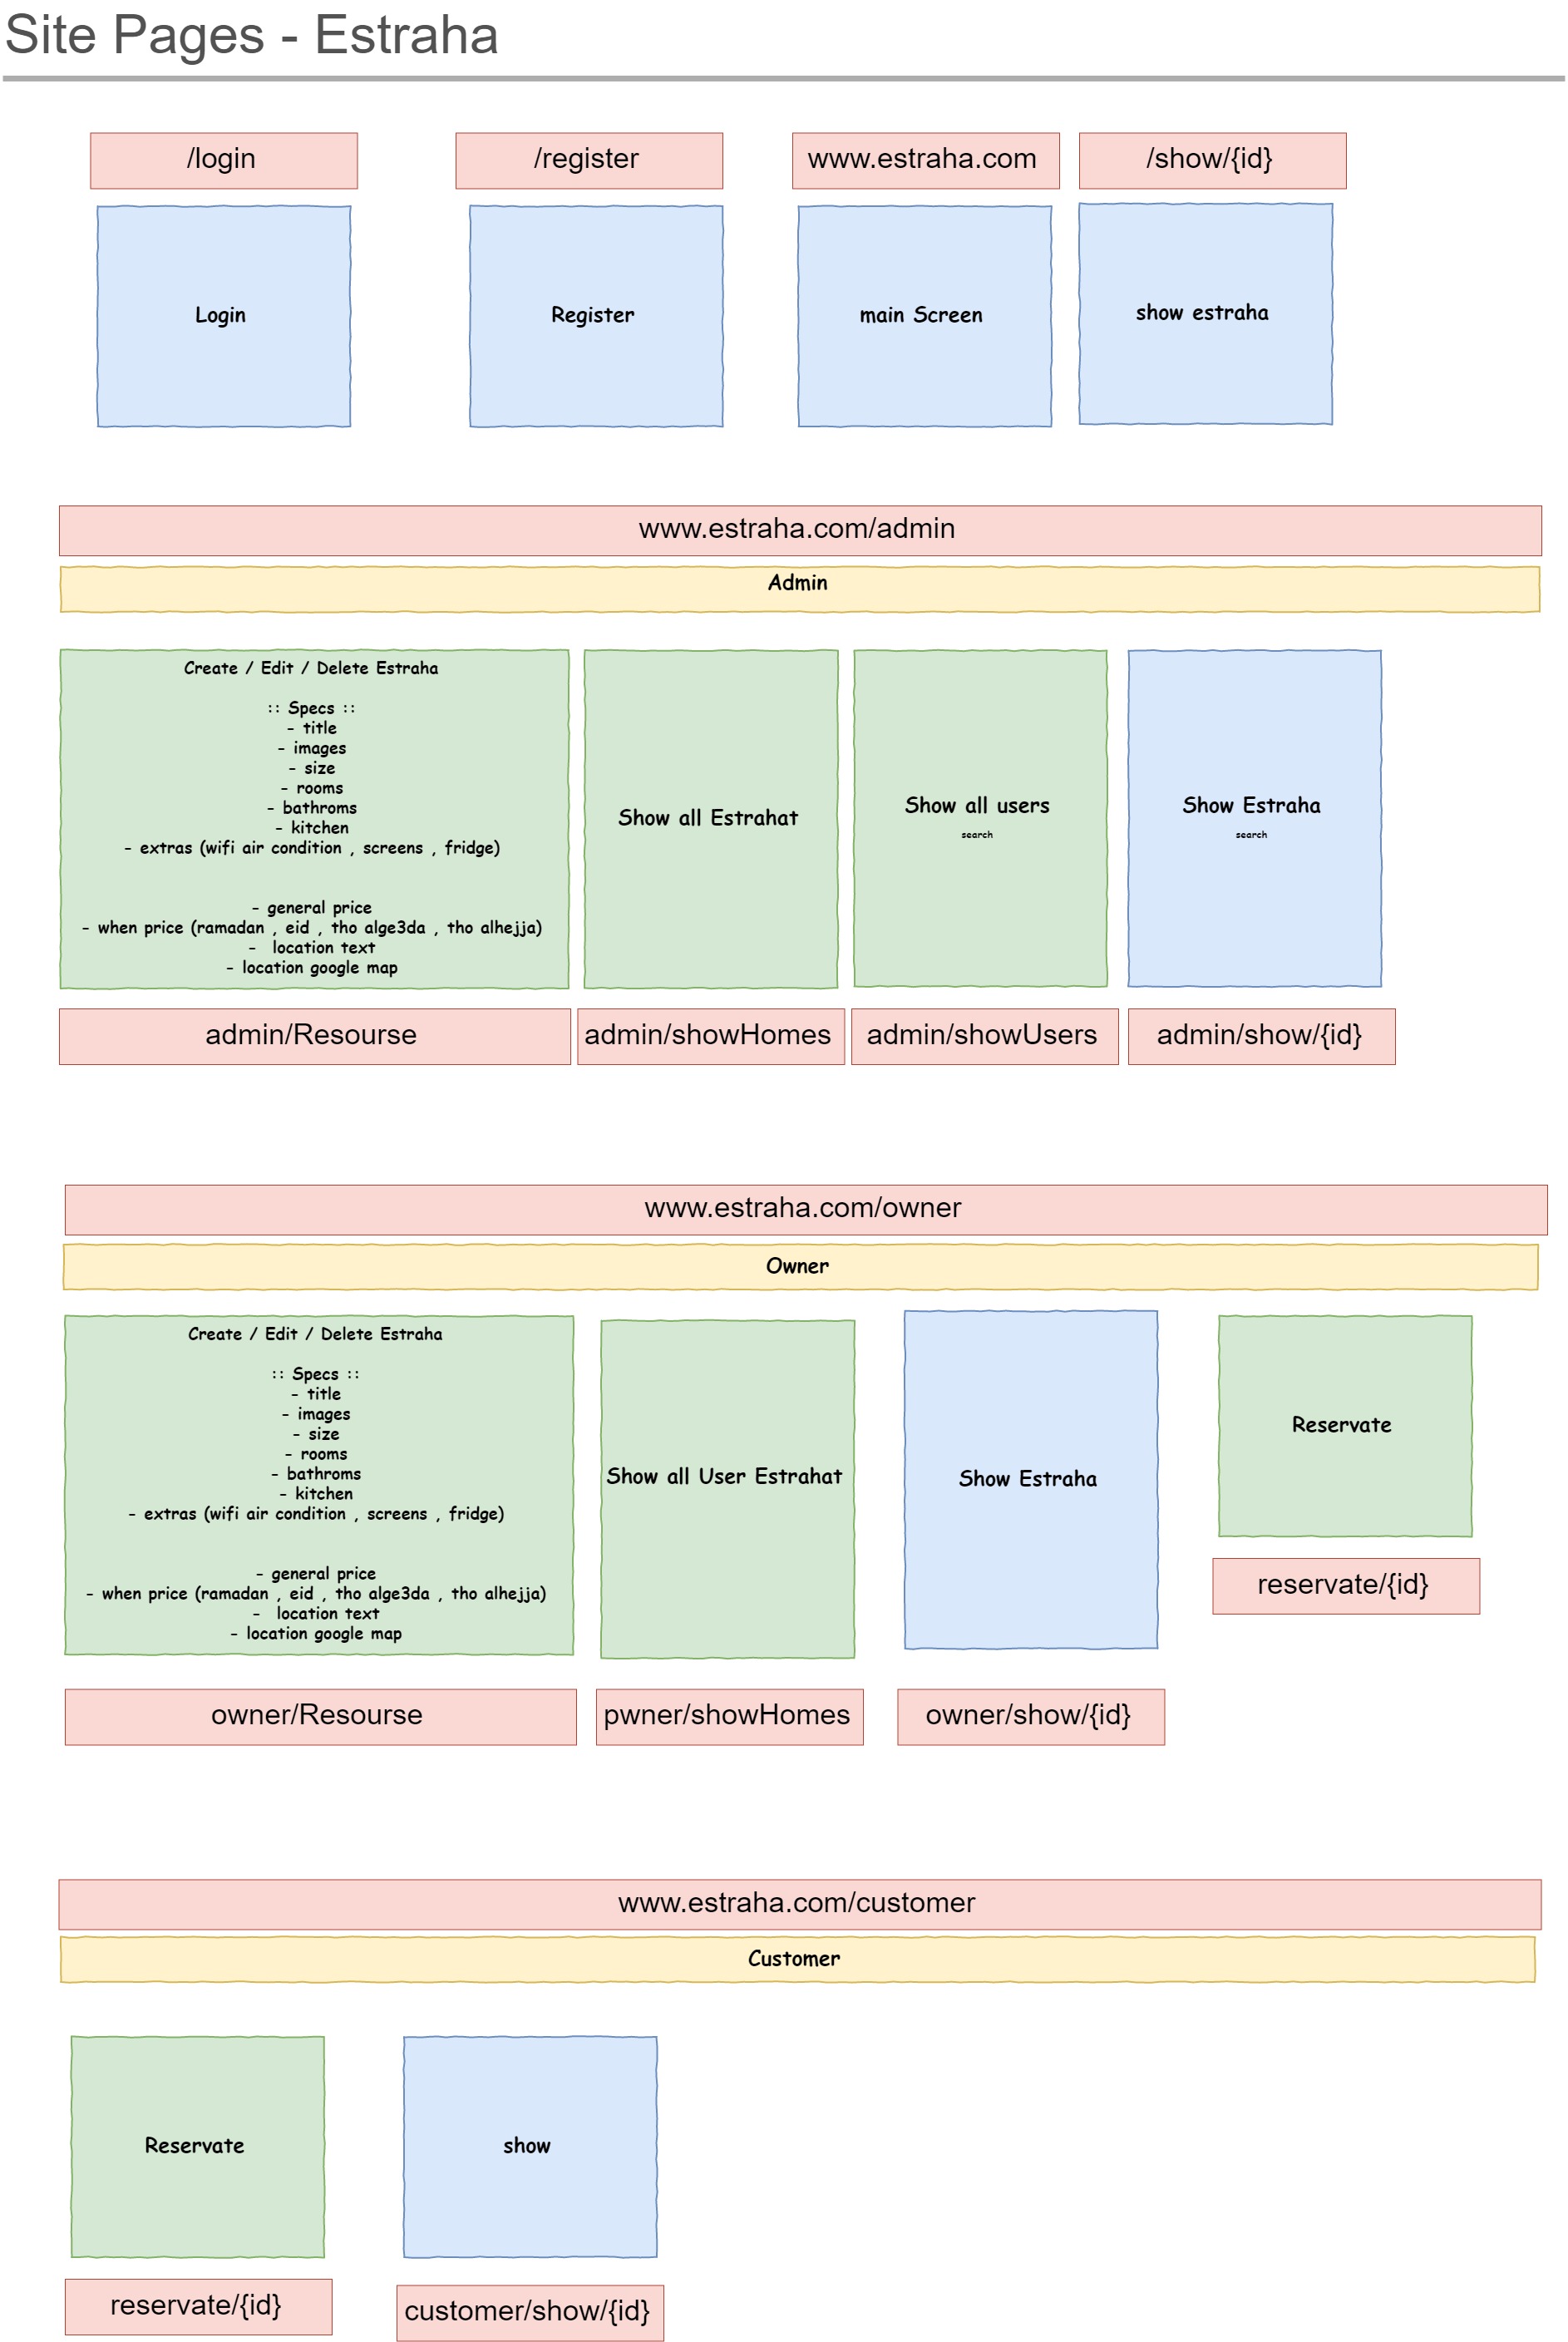 Site Pages - Estraha
/login
/register
www.estraha.com
/show/{id}
Login
Register
main Screen
show estraha
www.estraha.com/admin
Admin
Create / Edit / Delete Estraha
:: Specs ::
- title
- images
- size
- rooms
- bathroms
- kitchen
- extras (wifi air condition , screens , fridge)
- general price
- when price (ramadan , eid , tho alge3da , tho alhejja)
- location text
- location google map
Show all Estrahat
Show all users
search
Show Estraha
search
admin/Resourse
admin/showHomes
admin/showUsers
admin/show/{id}
www.estraha.com/owner
Owner
Create / Edit / Delete Estraha
:: Specs ::
- title
- images
- size
- rooms
- bathroms
- kitchen
- extras (wifi air condition , screens , fridge)
- general price
- when price (ramadan , eid , tho alge3da , tho alhejja)
- location text
- location google map
Show all User Estrahat
Show Estraha
Reservate
reservate/{id}
owner/Resourse
pwner/showHomes
owner/show/{id}
www.estraha.com/customer
Customer
Reservate
show
reservate/{id}
customer/show/{id}